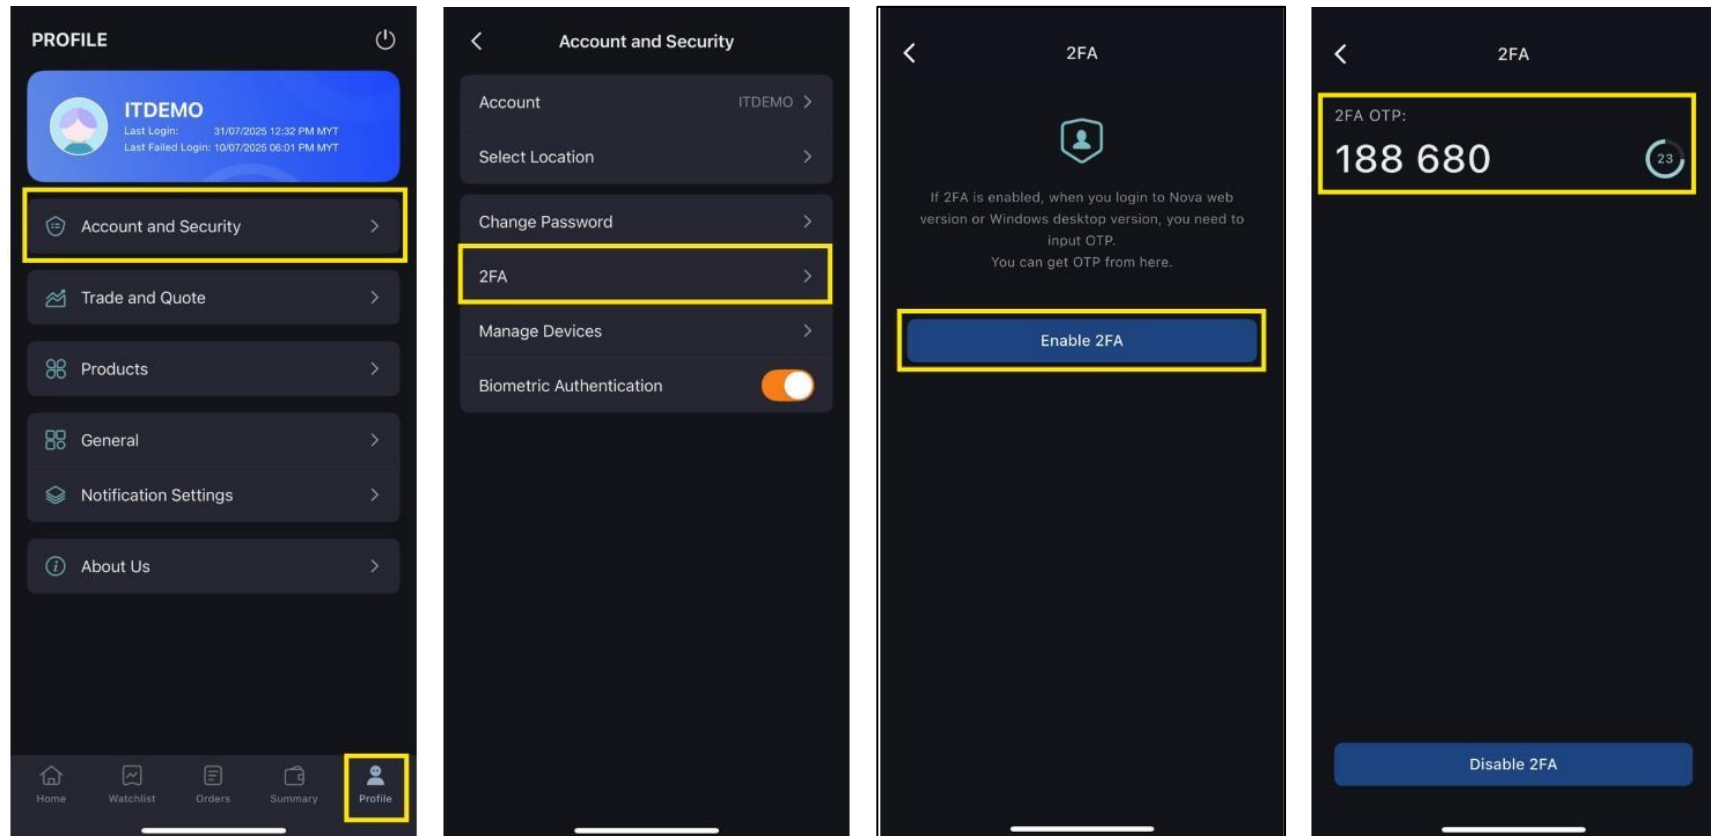 PROFILE
ITDEMO
Last Login: 31/07/2025 12:32 PM MYT
Last Failed Login: 10/07/2025 06:01 PM MYT
Account and Security
Trade and Quote
Products
General
Notification Settings
About Us
Home Watchlist Orders Summary Profile
Account and Security
Account ITDEMO
Select Location
Change Password
2FA
Manage Devices
Biometric Authentication
2FA
If 2FA is enabled, when you login to Nova web
version or Windows desktop version, you need to
input OTP.
You can get OTP from here.
Enable 2FA
2FA
2FA OTP:
188 680 23
Disable 2FA